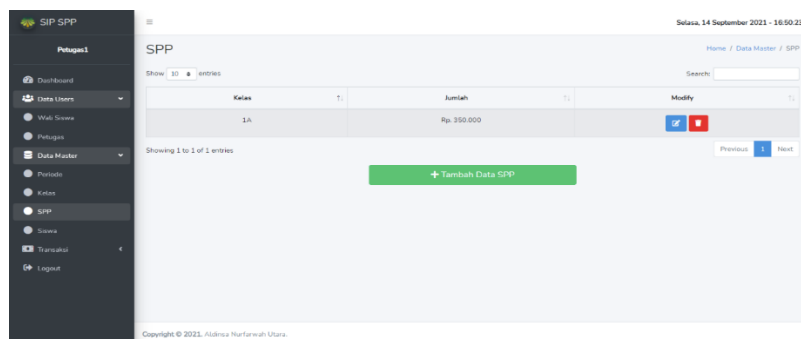 SIP SPP
Selasa, 14 September 2021 - 16:50:23
Petugas1
SPP
Home / Data Master / SPP
Show 10 entries
Search:
Dashboard
Data Users
Wali Siswa
Petugas
Data Master
Periode
Kelas
SPP
Siswa
Transaksi
Logout
Kelas Jumlah Modify
1A Rp. 350.000
Showing 1 to 1 of 1 entries
Previous 1 Next
+ Tambah Data SPP
Copyright © 2021. Aldinsa Nurfarwah Utara.